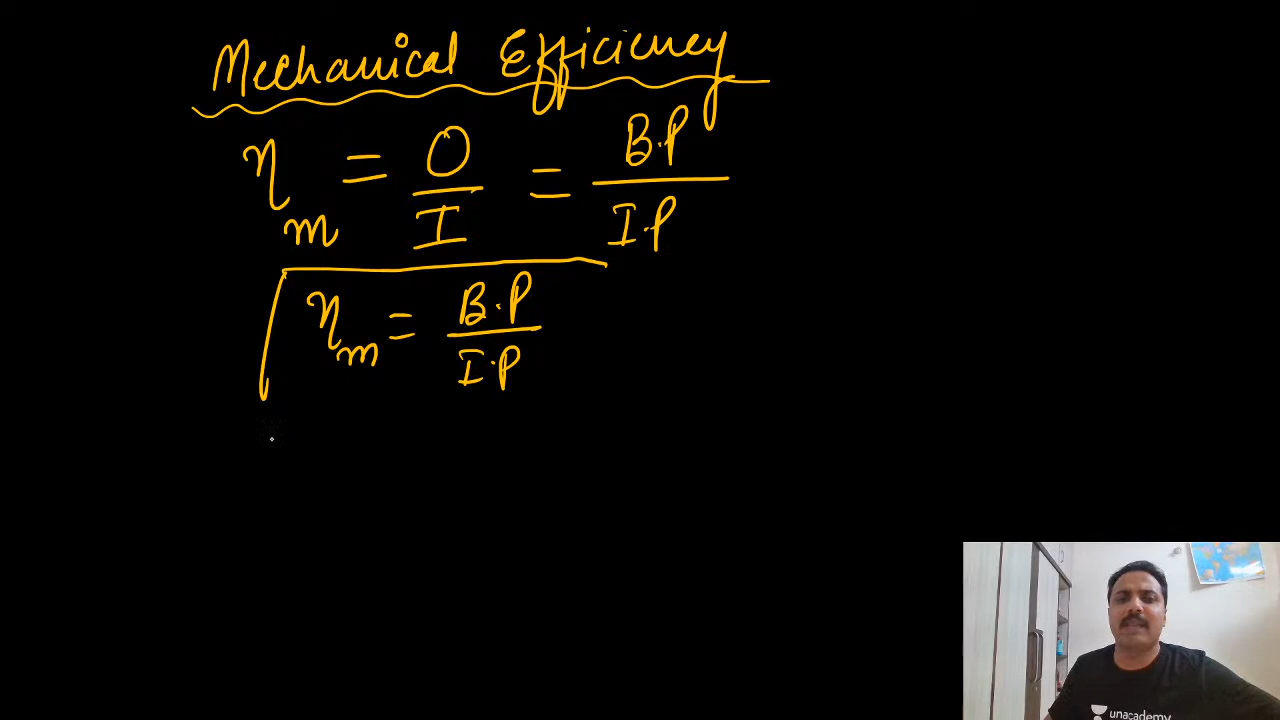 Mechanical Efficiency
η_m = O/I = B.P/I.P
η_m = B.P/I.P
unacademy